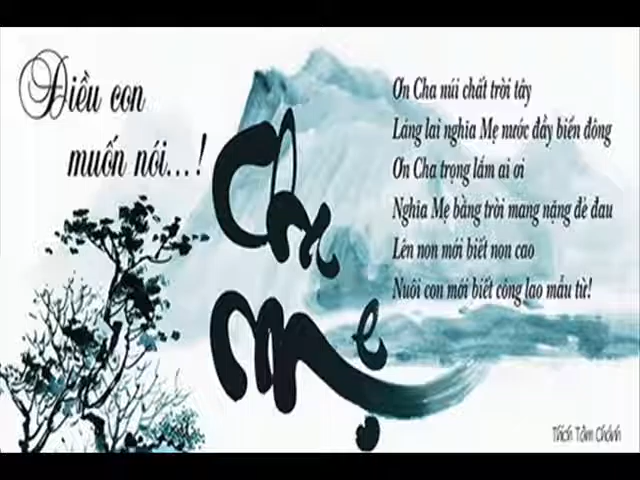 Điều con
muốn nói...!
Cha
Mẹ
Ơn Cha núi chất trời tây
Láng lai nghĩa Mẹ nước đầy biển đông
Ơn Cha trọng lắm ai ơi
Nghĩa Mẹ bằng trời mang nặng đè đau
Lên non mới biết non cao
Nuôi con mới biết công lao mẫu từ!
Thích Tâm Chánh